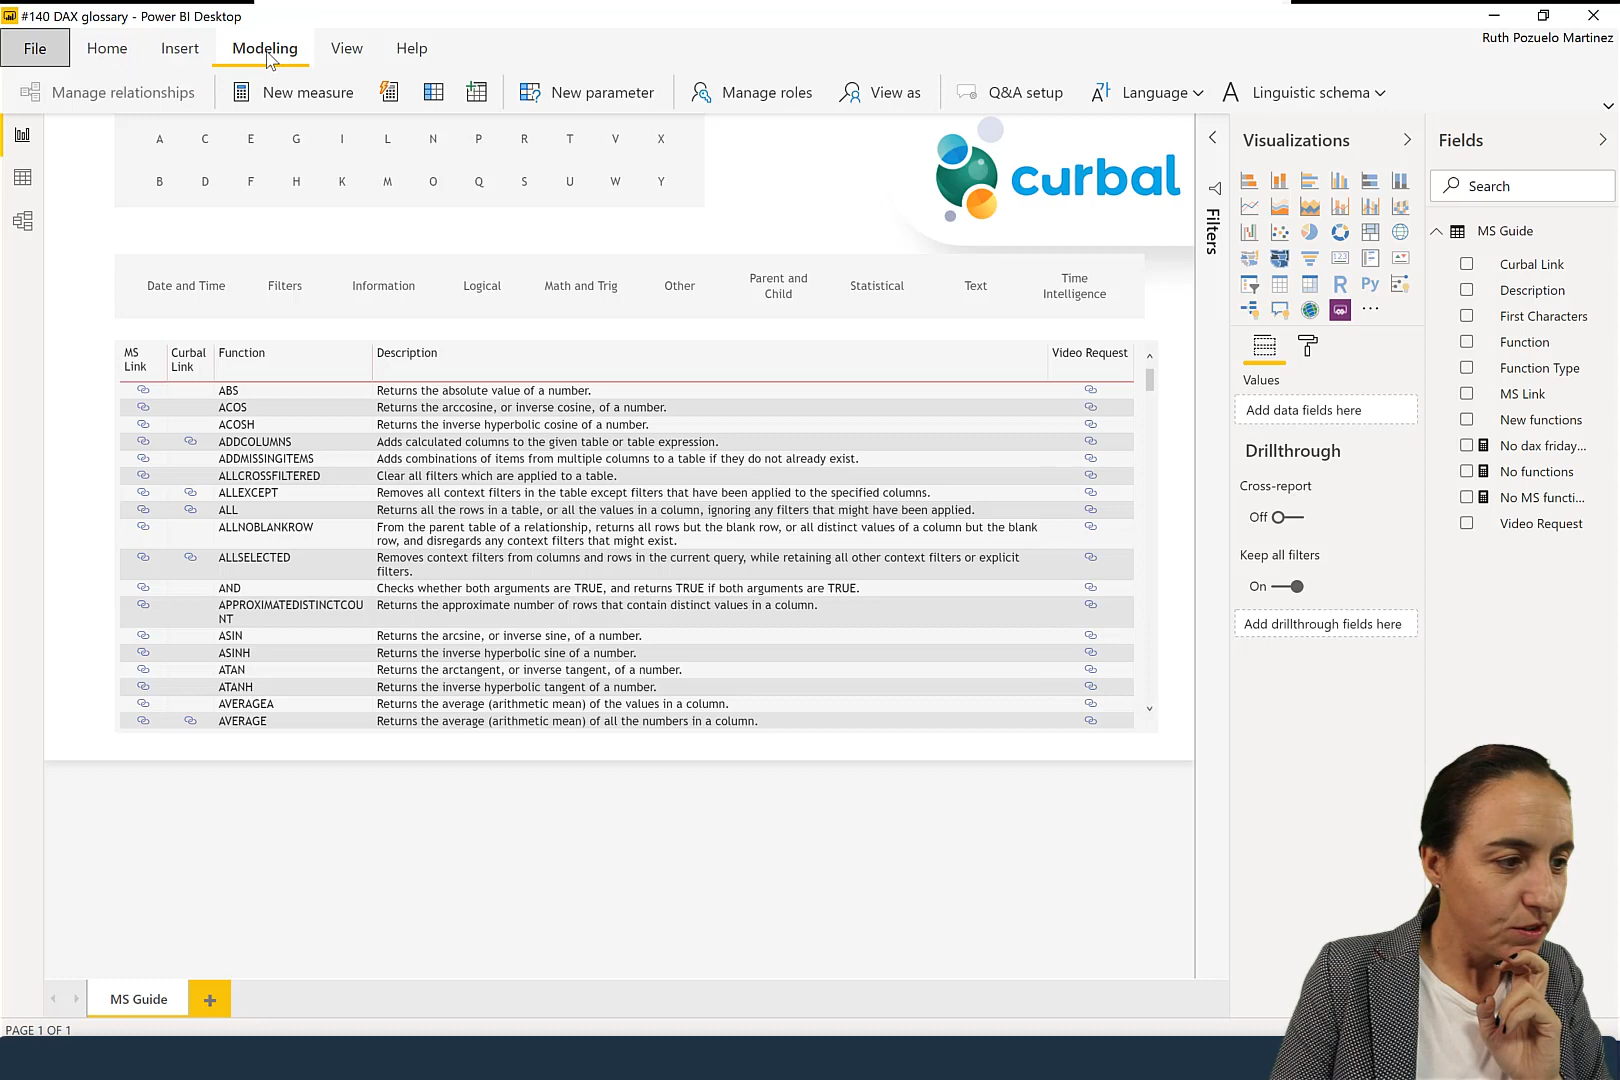 #140 DAX glossary - Power BI Desktop
Ruth Pozuelo Martinez
File Home Insert Modeling View Help
Manage relationships New measure New parameter Manage roles View as Q&A setup Language Linguistic schema
A C E G I L N P R T V X
B D F H K M O Q S U W Y
curbal
Date and Time Filters Information Logical Math and Trig Other Parent and Child Statistical Text Time Intelligence
MS Link Curbal Link Function Description Video Request
ABS Returns the absolute value of a number.
ACOS Returns the arccosine, or inverse cosine, of a number.
ACOSH Returns the inverse hyperbolic cosine of a number.
ADDCOLUMNS Adds calculated columns to the given table or table expression.
ADDMISSINGITEMS Adds combinations of items from multiple columns to a table if they do not already exist.
ALLCROSSFILTERED Clear all filters which are applied to a table.
ALLEXCEPT Removes all context filters in the table except filters that have been applied to the specified columns.
ALL Returns all the rows in a table, or all the values in a column, ignoring any filters that might have been applied.
ALLNOBLANKROW From the parent table of a relationship, returns all rows but the blank row, or all distinct values of a column but the blank
row, and disregards any context filters that might exist.
ALLSELECTED Removes context filters from columns and rows in the current query, while retaining all other context filters or explicit
filters.
AND Checks whether both arguments are TRUE, and returns TRUE if both arguments are TRUE.
APPROXIMATEDISTINCTCOU Returns the approximate number of rows that contain distinct values in a column.
NT
ASIN Returns the arcsine, or inverse sine, of a number.
ASINH Returns the inverse hyperbolic sine of a number.
ATAN Returns the arctangent, or inverse tangent, of a number.
ATANH Returns the inverse hyperbolic tangent of a number.
AVERAGEA Returns the average (arithmetic mean) of the values in a column.
AVERAGE Returns the average (arithmetic mean) of all the numbers in a column.
Filters
Visualizations
123
R Py
Values
Add data fields here
Drillthrough
Cross-report
Off
Keep all filters
On
Add drillthrough fields here
Fields
Search
MS Guide
Curbal Link
Description
First Characters
Function
Function Type
MS Link
New functions
No dax friday...
No functions
No MS functi...
Video Request
MS Guide
PAGE 1 OF 1